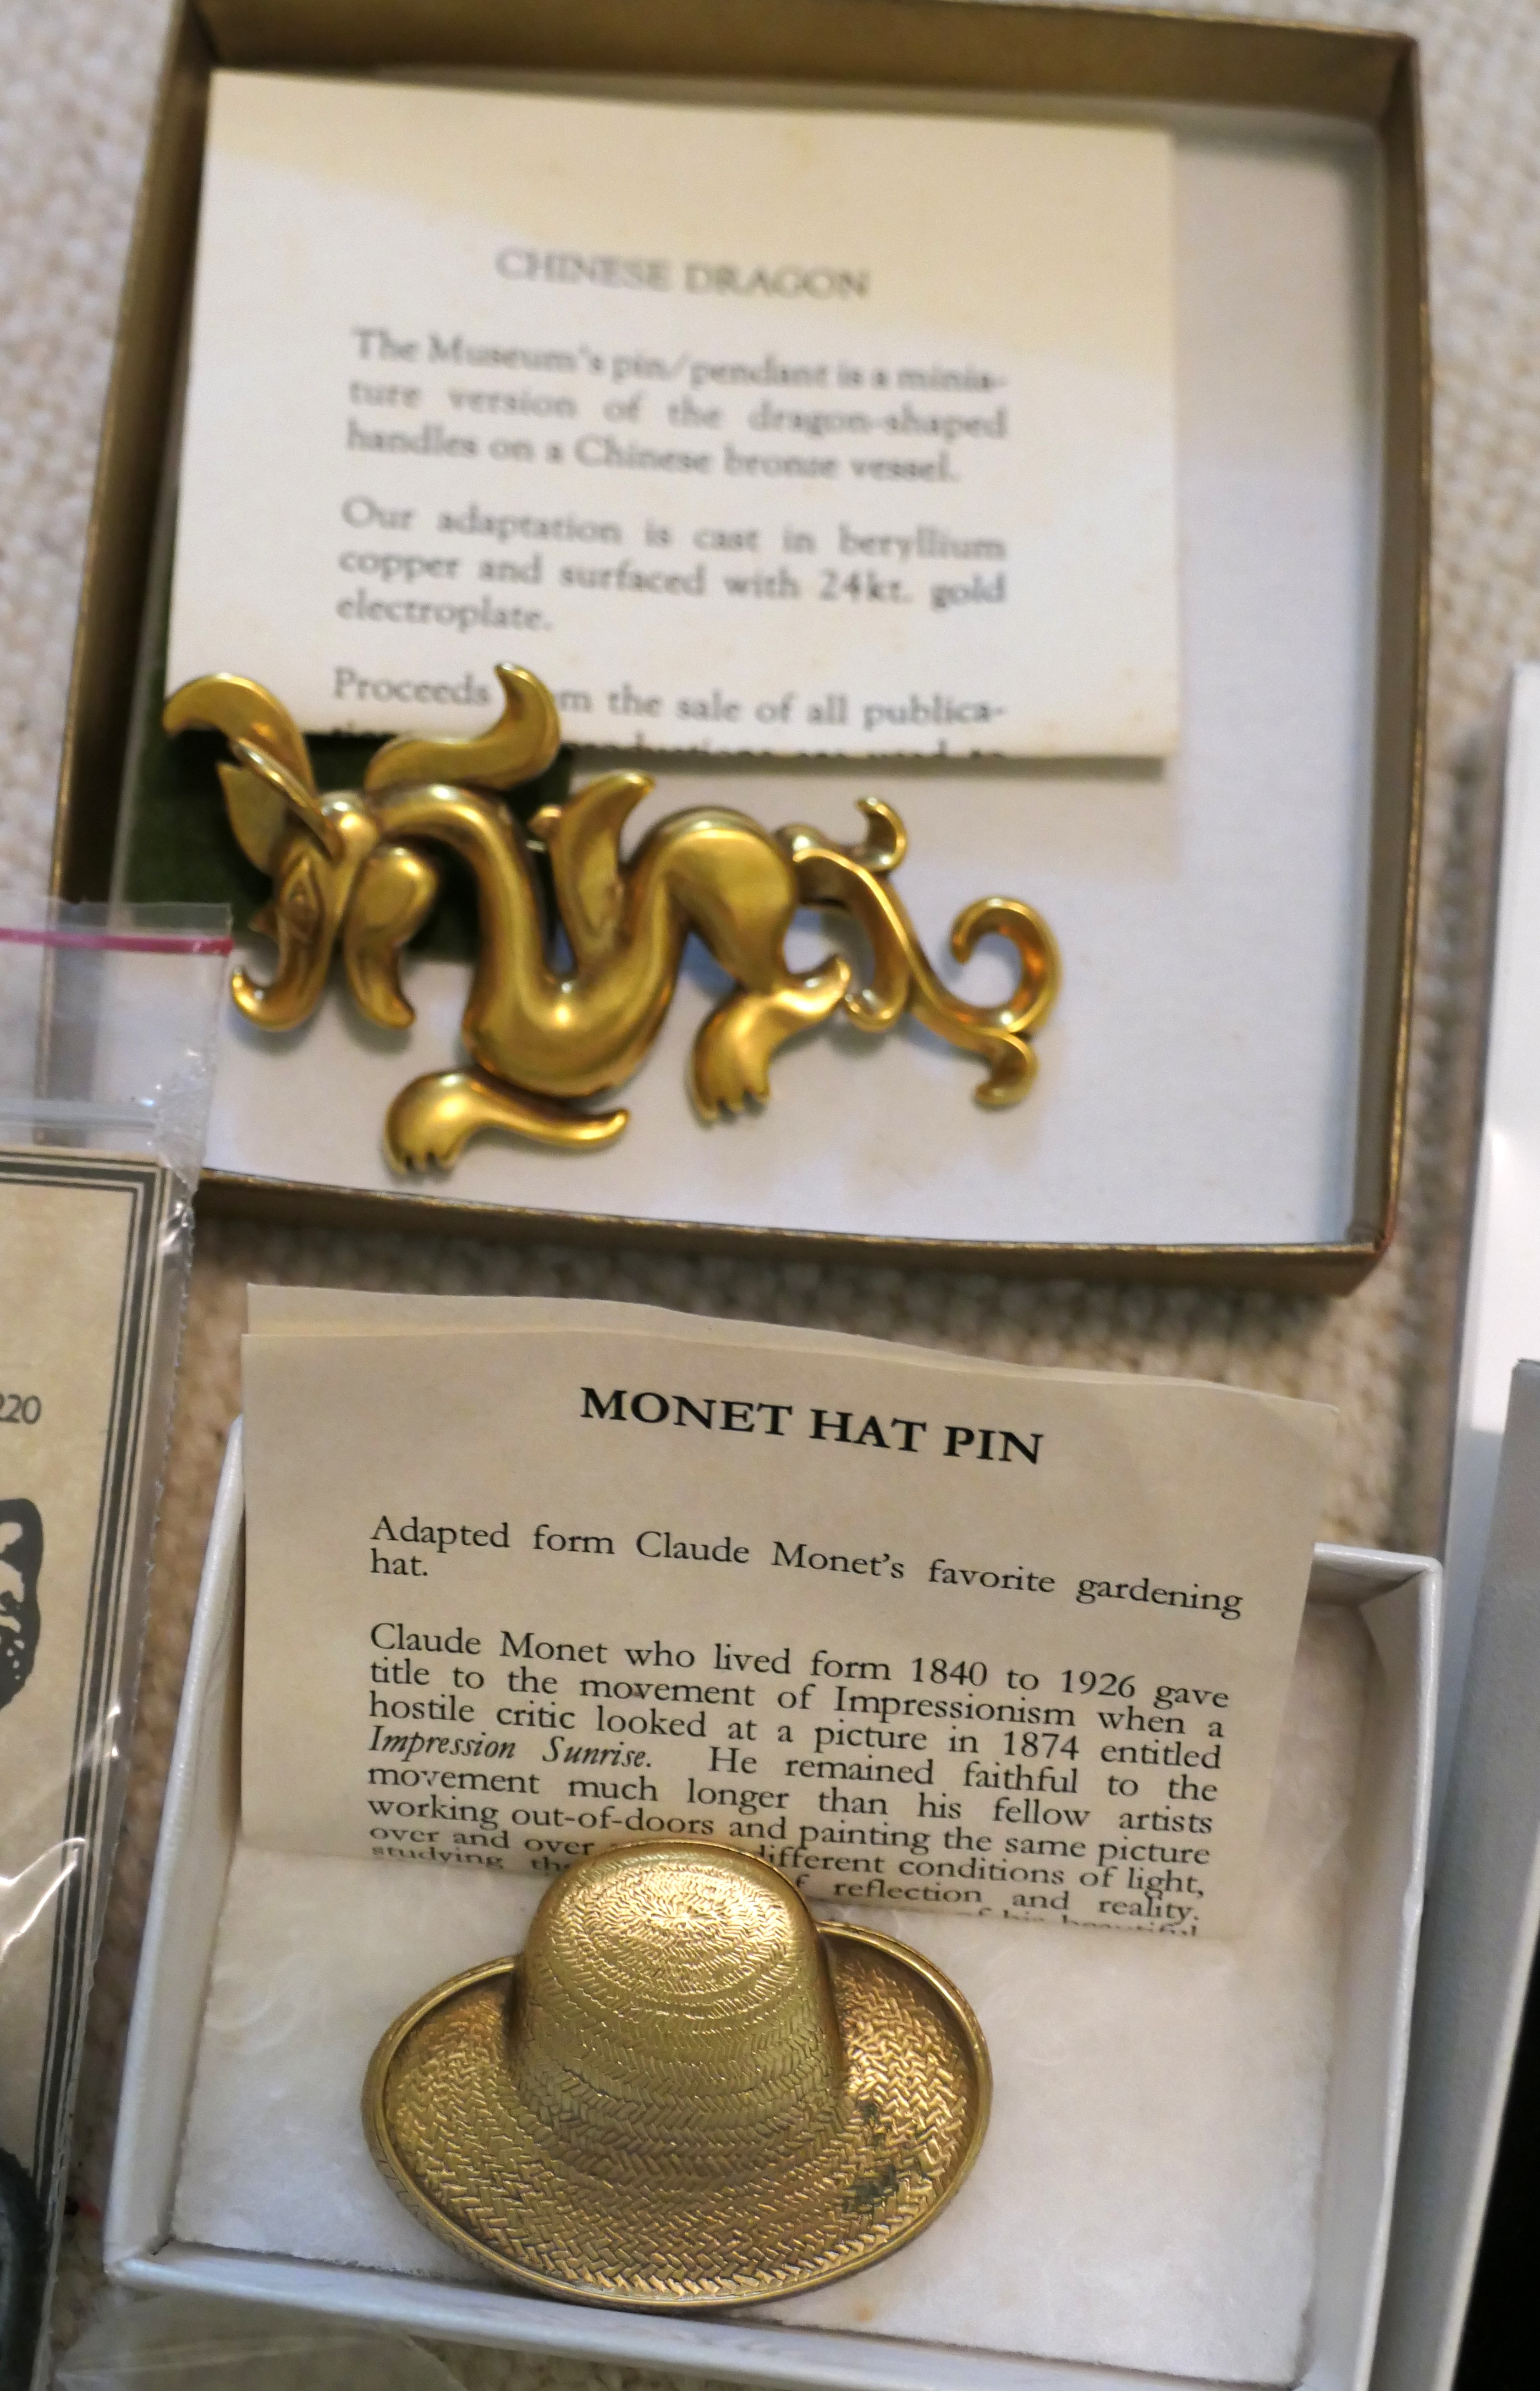 CHINESE DRAGON
The Museum's pin/pendant is a minia-
ture version of the dragon-shaped
handles on a Chinese bronze vessel.
Our adaptation is cast in beryllium
copper and surfaced with 24kt. gold
electroplate.
Proceeds the sale of all publica-
220
MONET HAT PIN
Adapted form Claude Monet's favorite gardening
hat.
Claude Monet who lived form 1840 to 1926 gave
title to the movement of Impressionism when a
hostile critic looked at a picture in 1874 entitled
Impression Sunrise. He remained faithful to the
movement much longer than his fellow artists
working out-of-doors and painting the same picture
over and over different conditions of light,
studying reflection and reality.